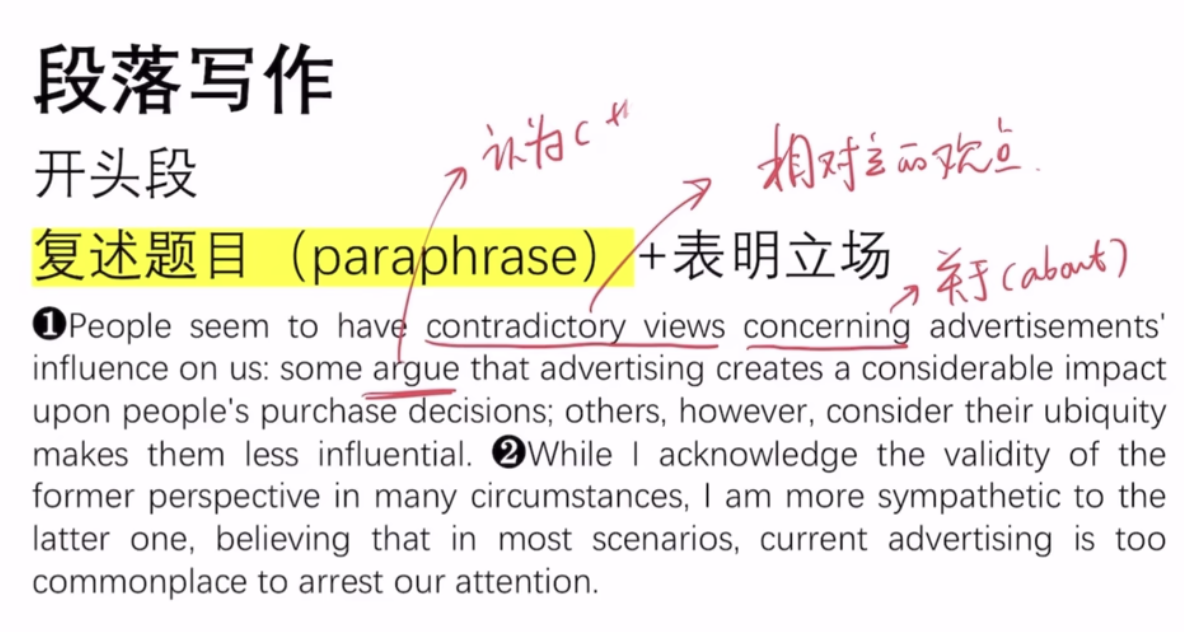 段落写作
认为
开头段
相对立的观点.
复述题目（paraphrase）+表明立场
关于(about)
❶People seem to have contradictory views concerning advertisements'
influence on us: some argue that advertising creates a considerable impact
upon people's purchase decisions; others, however, consider their ubiquity
makes them less influential. ❷While I acknowledge the validity of the
former perspective in many circumstances, I am more sympathetic to the
latter one, believing that in most scenarios, current advertising is too
commonplace to arrest our attention.